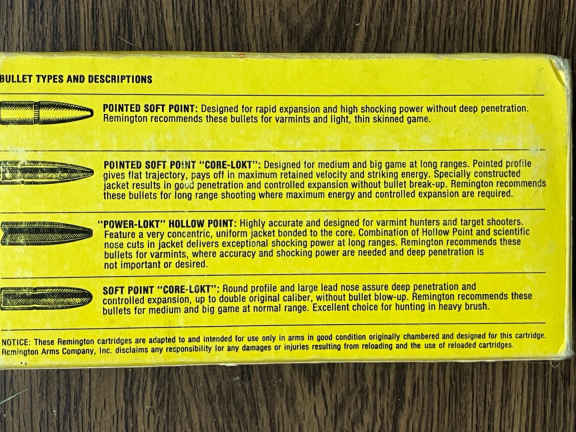 BULLET TYPES AND DESCRIPTIONS
POINTED SOFT POINT: Designed for rapid expansion and high shocking power without deep penetration.
Remington recommends these bullets for varmints and light, thin skinned game.
POINTED SOFT POINT "CORE-LOKT": Designed for medium and big game at long ranges. Pointed profile
gives flat trajectory, pays off in maximum retained velocity and striking energy. Specially constructed
jacket results in good penetration and controlled expansion without bullet break-up. Remington recommends
these bullets for long range shooting where maximum energy and controlled expansion are required.
"POWER-LOKT" HOLLOW POINT: Highly accurate and designed for varmint hunters and target shooters.
Feature a very concentric, uniform jacket bonded to the core. Combination of Hollow Point and scientific
nose cuts in jacket delivers exceptional shocking power at long ranges. Remington recommends these
bullets for varmints, where accuracy and shocking power are needed and deep penetration is
not important or desired.
SOFT POINT "CORE-LOKT": Round profile and large lead nose assure deep penetration and
controlled expansion, up to double original caliber, without bullet blow-up. Remington recommends these
bullets for medium and big game at normal range. Excellent choice for hunting in heavy brush.
NOTICE: These Remington cartridges are adapted to and intended for use only in arms in good condition originally chambered and designed for this cartridge.
Remington Arms Company, Inc. disclaims any responsibility for any damages or injuries resulting from reloading and the use of reloaded cartridges.